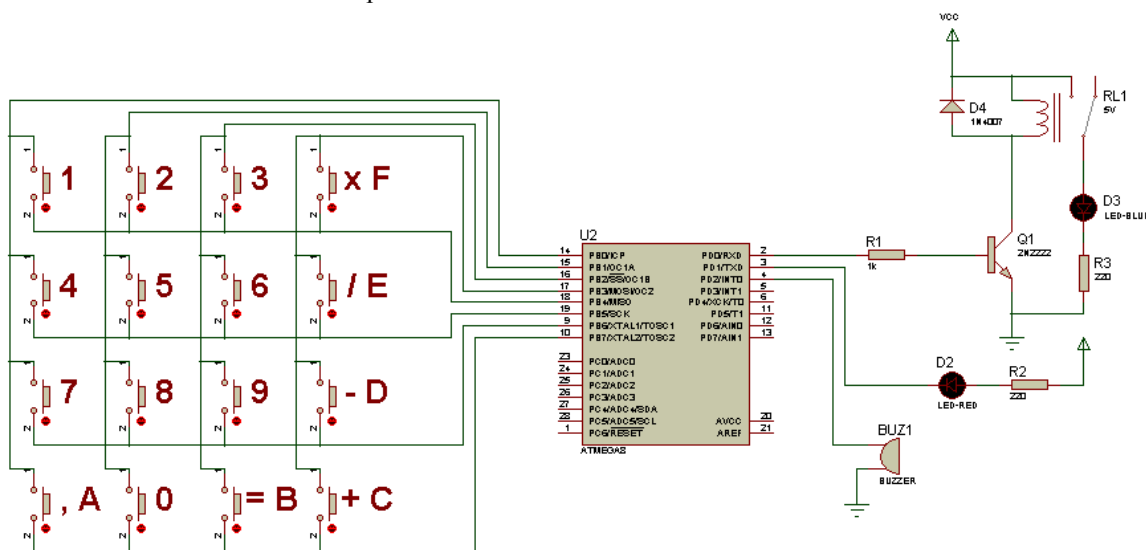 VCC
D4
1N4007
RL1
5V
1
2
3
x F
4
5
6
/ E
7
8
9
- D
, A
0
= B
+ C
U2
14 PB0/ICP PD0/RXD 2
15 PB1/OC1A PD1/TXD 3
16 PB2/SS/OC1B PD2/INT0 4
17 PB3/MOSI/OC2 PD3/INT1 5
18 PB4/MISO PD4/XCK/T0 6
19 PB5/SCK PD5/T1 11
9 PB6/XTAL1/TOSC1 PD6/AIN0 12
10 PB7/XTAL2/TOSC2 PD7/AIN1 13
23 PC0/ADC0
24 PC1/ADC1
25 PC2/ADC2
26 PC3/ADC3
27 PC4/ADC4/SDA
28 PC5/ADC5/SCL AVCC 20
1 PC6/RESET AREF 21
ATMEGA8
R1
1k
Q1
2N2222
D3
LED-BLU
R3
220
D2
LED-RED
R2
220
BUZ1
BUZZER